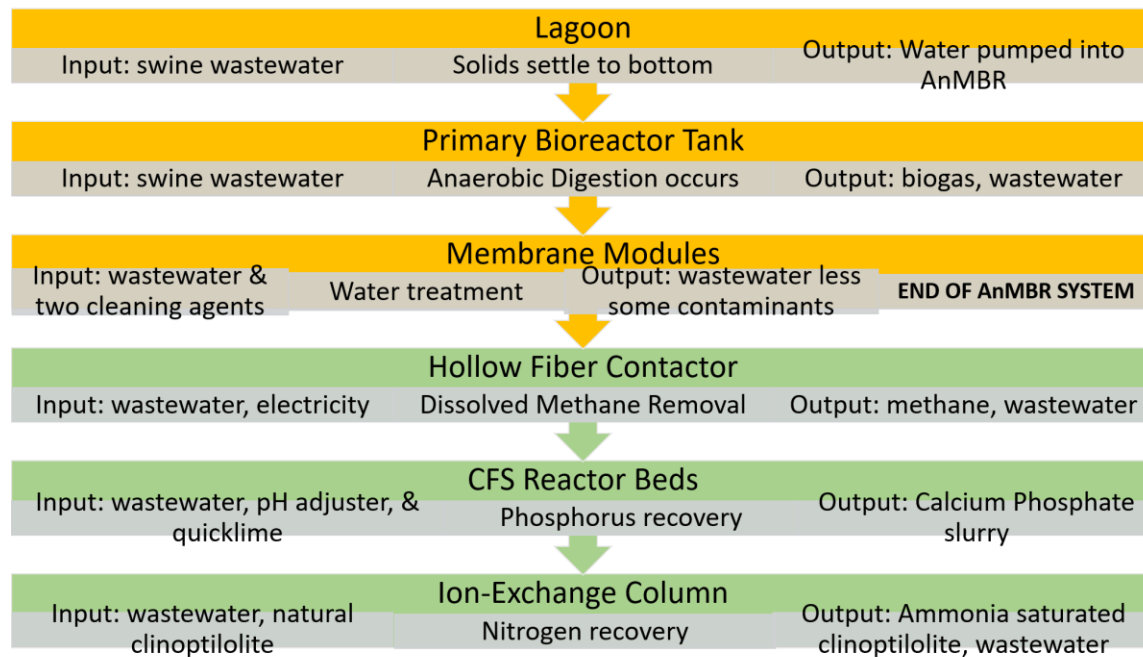 Lagoon
Input: swine wastewater
Solids settle to bottom
Output: Water pumped into
AnMBR
Primary Bioreactor Tank
Input: swine wastewater
Anaerobic Digestion occurs
Output: biogas, wastewater
Membrane Modules
Input: wastewater &
two cleaning agents
Water treatment
Output: wastewater less
some contaminants
END OF AnMBR SYSTEM
Hollow Fiber Contactor
Input: wastewater, electricity
Dissolved Methane Removal
Output: methane, wastewater
CFS Reactor Beds
Input: wastewater, pH adjuster, &
quicklime
Phosphorus recovery
Output: Calcium Phosphate
slurry
Ion-Exchange Column
Input: wastewater, natural
clinoptilolite
Nitrogen recovery
Output: Ammonia saturated
clinoptilolite, wastewater